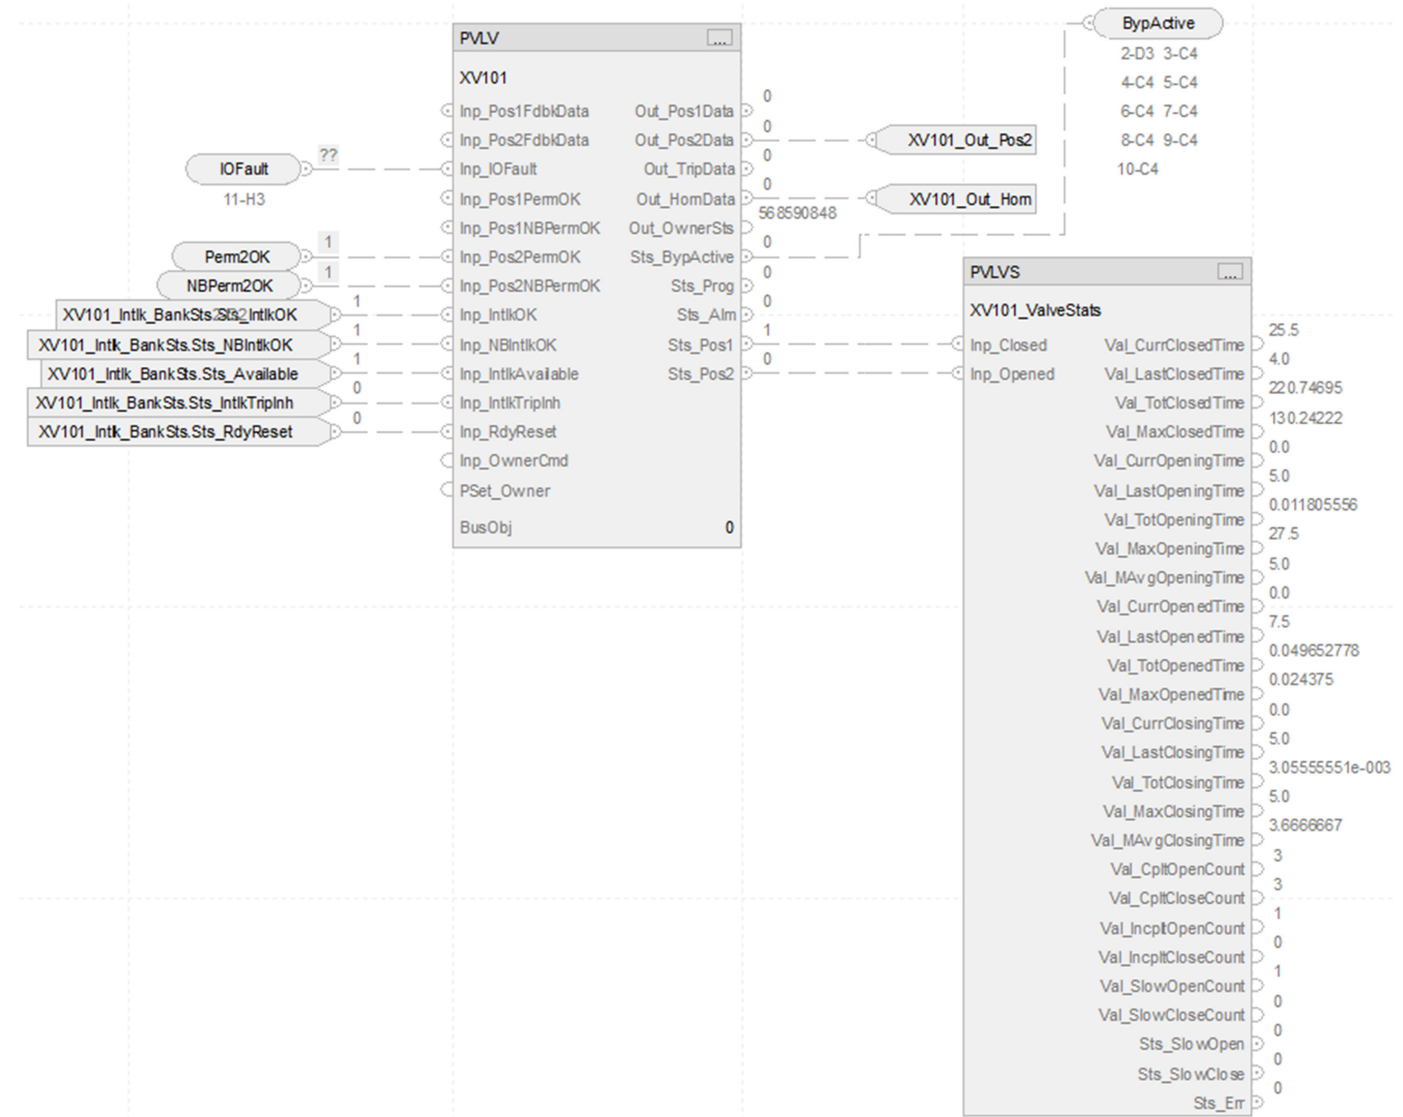 BypActive
2-D3 3-C4
4-C4 5-C4
6-C4 7-C4
8-C4 9-C4
10-C4
PVLV ...
XV101
Inp_Pos1FdbkData Out_Pos1Data 0
Inp_Pos2FdbkData Out_Pos2Data 0
XV101_Out_Pos2
IOFault ?? Inp_IOFault Out_TripData 0
11-H3
Inp_Pos1PermOK Out_HornData 0
XV101_Out_Horn
Inp_Pos1NBPermOK Out_OwnerSts 568590848
Perm2OK 1 Inp_Pos2PermOK Sts_BypActive 0
NBPerm2OK 1 Inp_Pos2NBPermOK Sts_Prog 0
XV101_Intlk_BankSts.Sts_IntlkOK 1 Inp_IntlkOK Sts_Alm 0
XV101_Intlk_BankSts.Sts_NBIntlkOK 1 Inp_NBIntlkOK Sts_Pos1 1
XV101_Intlk_BankSts.Sts_Available 1 Inp_IntlkAvailable Sts_Pos2 0
XV101_Intlk_BankSts.Sts_IntlkTripInh 0 Inp_IntlkTripInh
XV101_Intlk_BankSts.Sts_RdyReset 0 Inp_RdyReset
Inp_OwnerCmd
PSet_Owner
BusObj 0
PVLVS ...
XV101_ValveStats
Inp_Closed Val_CurrClosedTime 25.5
Inp_Opened Val_LastClosedTime 4.0
Val_TotClosedTime 220.74695
Val_MaxClosedTime 130.24222
Val_CurrOpeningTime 0.0
Val_LastOpeningTime 5.0
Val_TotOpeningTime 0.011805556
Val_MaxOpeningTime 27.5
Val_MAvgOpeningTime 5.0
Val_CurrOpenedTime 0.0
Val_LastOpenedTime 7.5
Val_TotOpenedTime 0.049652778
Val_MaxOpenedTime 0.024375
Val_CurrClosingTime 0.0
Val_LastClosingTime 5.0
Val_TotClosingTime 3.05555551e-003
Val_MaxClosingTime 5.0
Val_MAvgClosingTime 3.6666667
Val_CpltOpenCount 3
Val_CpltCloseCount 3
Val_IncpltOpenCount 1
Val_IncpltCloseCount 0
Val_SlowOpenCount 1
Val_SlowCloseCount 0
Sts_SlowOpen 0
Sts_SlowClose 0
Sts_Err 0